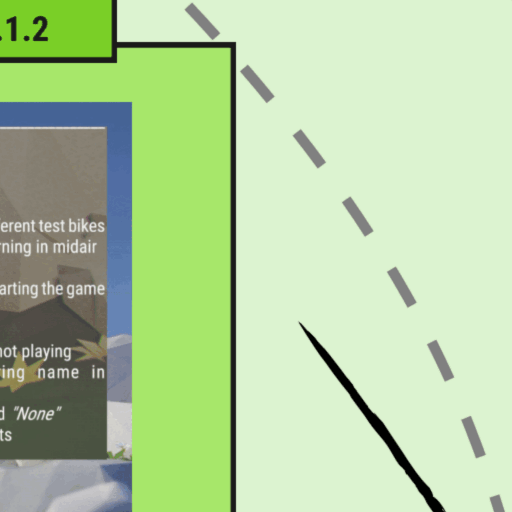 .1.2
erent test bikes
rning in midair
arting the game
not playing
ing name in
d "None"
ts